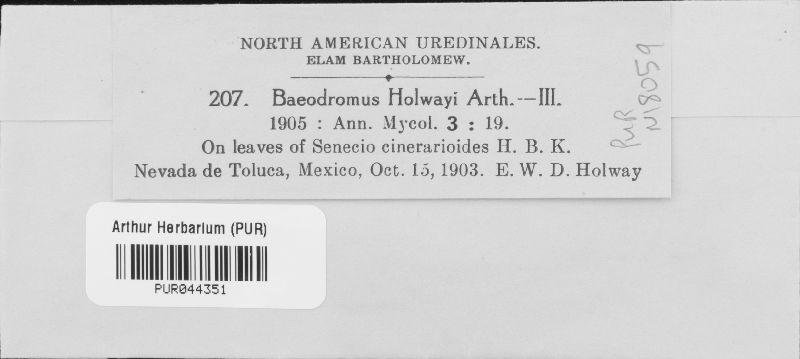 NORTH AMERICAN UREDINALES.
ELAM BARTHOLOMEW.
207. Baeodromus Holwayi Arth.—III.
1905 : Ann. Mycol. 3 : 19.
On leaves of Senecio cinerarioides H. B. K.
Nevada de Toluca, Mexico, Oct. 15, 1903. E. W. D. Holway
PUR
N18059
Arthur Herbarium (PUR)
PUR044351